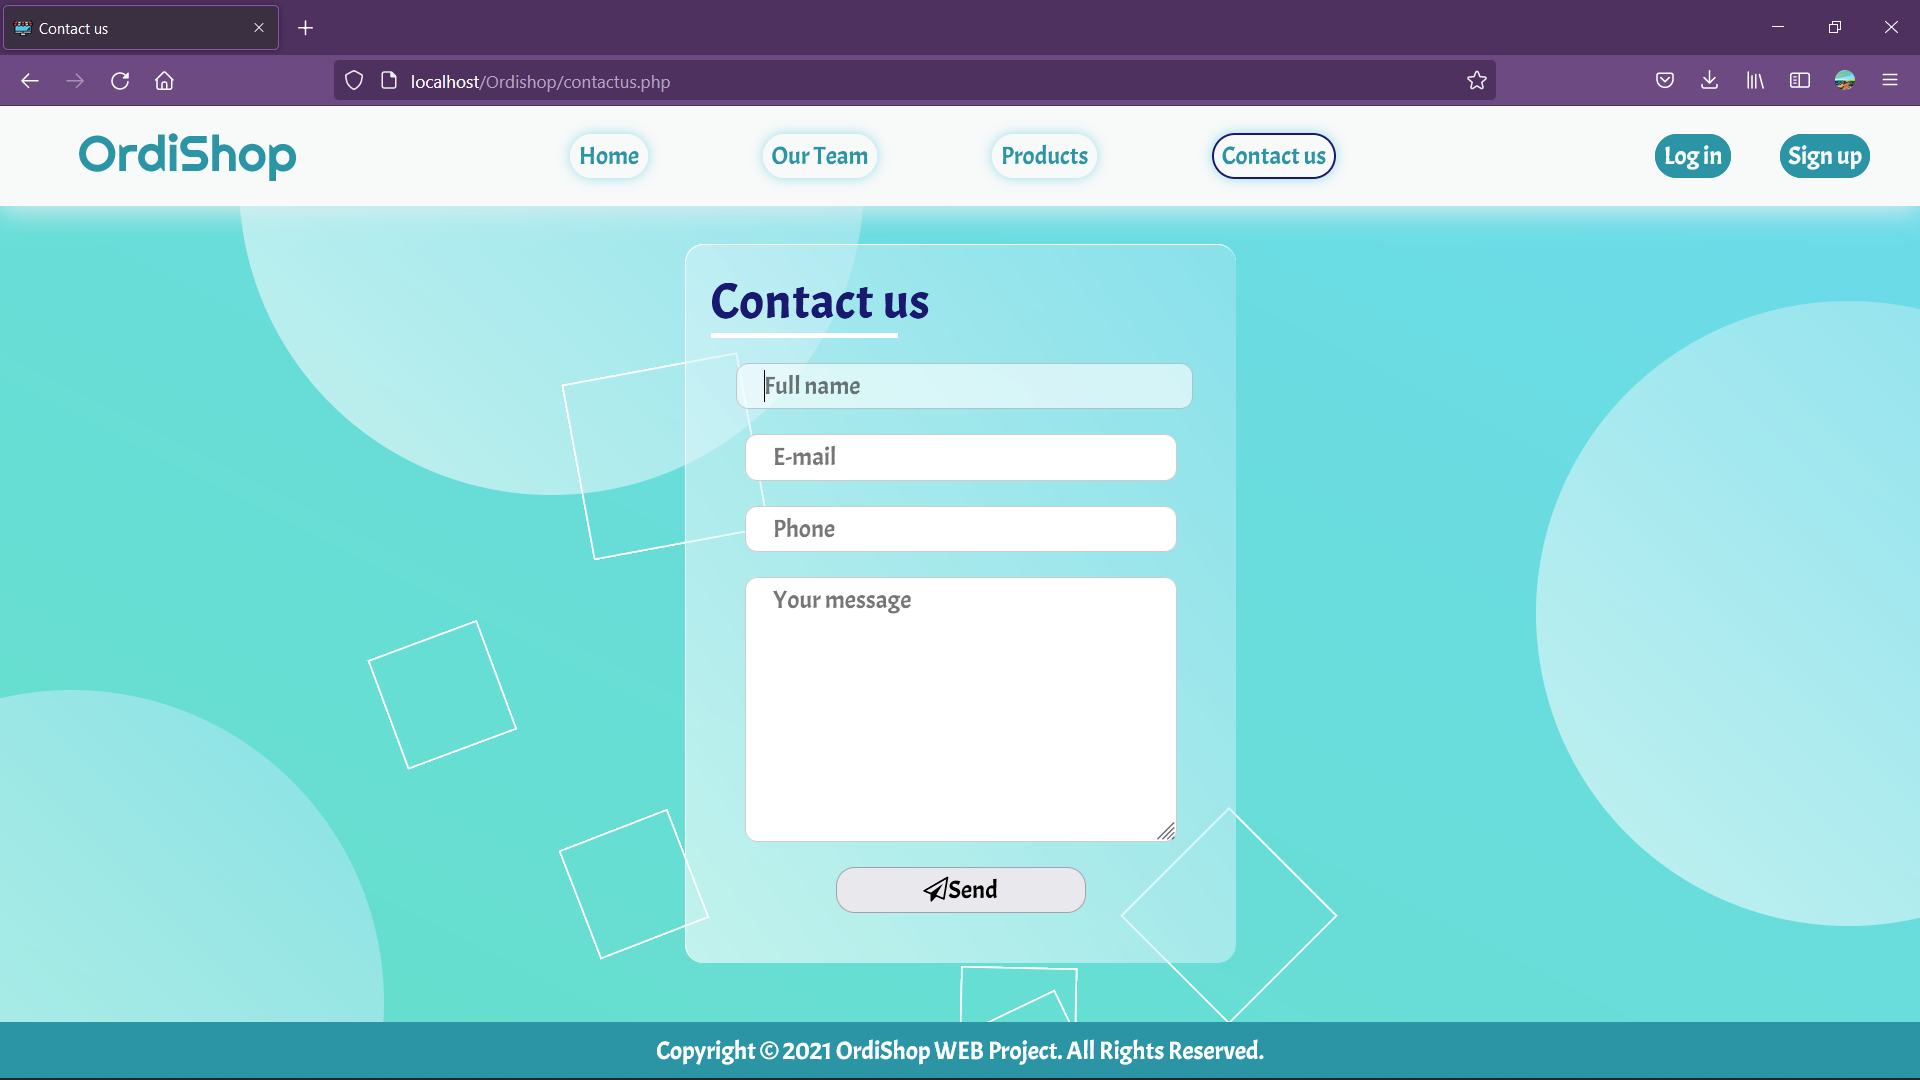 Contact us
localhost/Ordishop/contactus.php
OrdiShop
Home
Our Team
Products
Contact us
Log in
Sign up
Contact us
Full name
E-mail
Phone
Your message
Send
Copyright © 2021 OrdiShop WEB Project. All Rights Reserved.